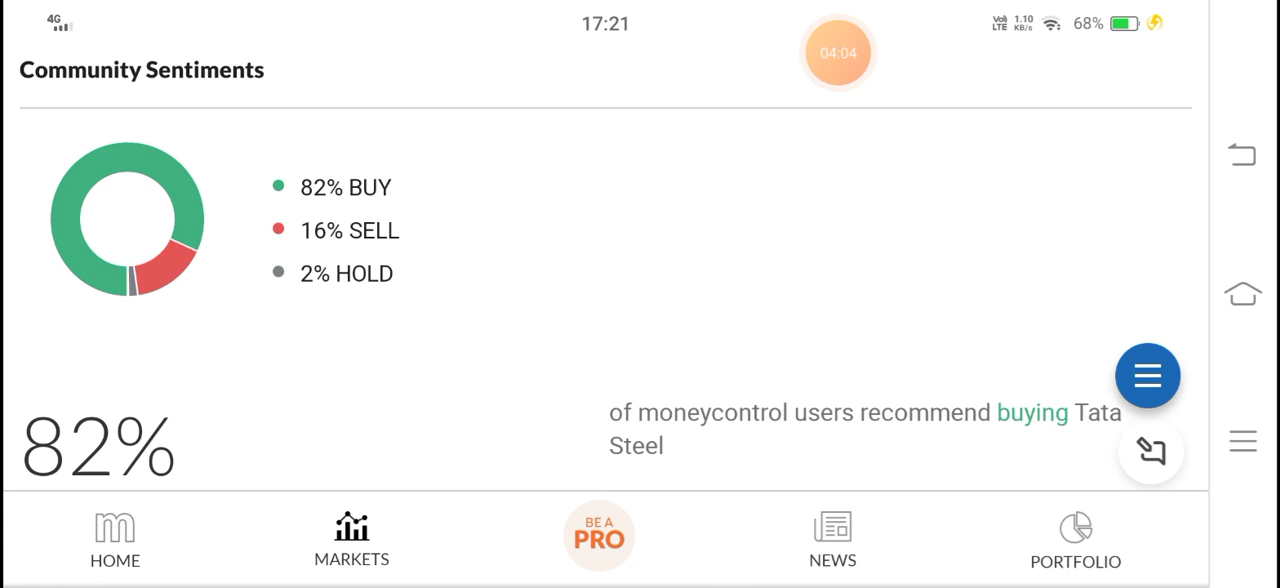 4G
17:21
04:04
Vo)) LTE 1.10 KB/s 68%
Community Sentiments
82% BUY
16% SELL
2% HOLD
82%
of moneycontrol users recommend buying Tata
Steel
m
HOME
MARKETS
BE A
PRO
NEWS
PORTFOLIO